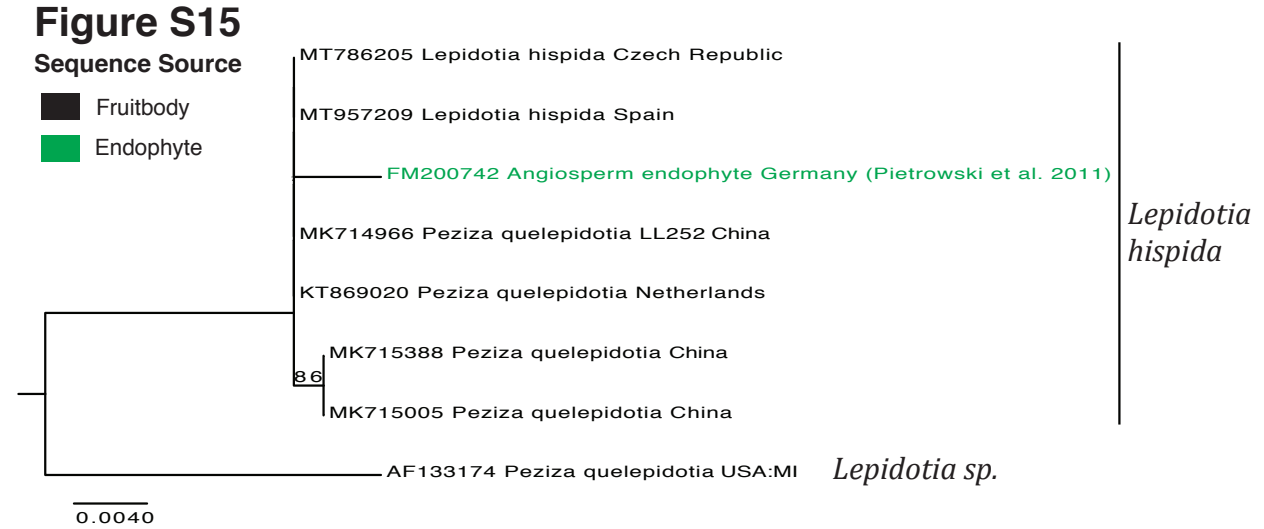 Figure S15
Sequence Source
Fruitbody
Endophyte
MT786205 Lepidotia hispida Czech Republic
MT957209 Lepidotia hispida Spain
FM200742 Angiosperm endophyte Germany (Pietrowski et al. 2011)
MK714966 Peziza quelepidotia LL252 China
KT869020 Peziza quelepidotia Netherlands
MK715388 Peziza quelepidotia China
86
MK715005 Peziza quelepidotia China
Lepidotia
hispida
AF133174 Peziza quelepidotia USA:MI
Lepidotia sp.
0.0040